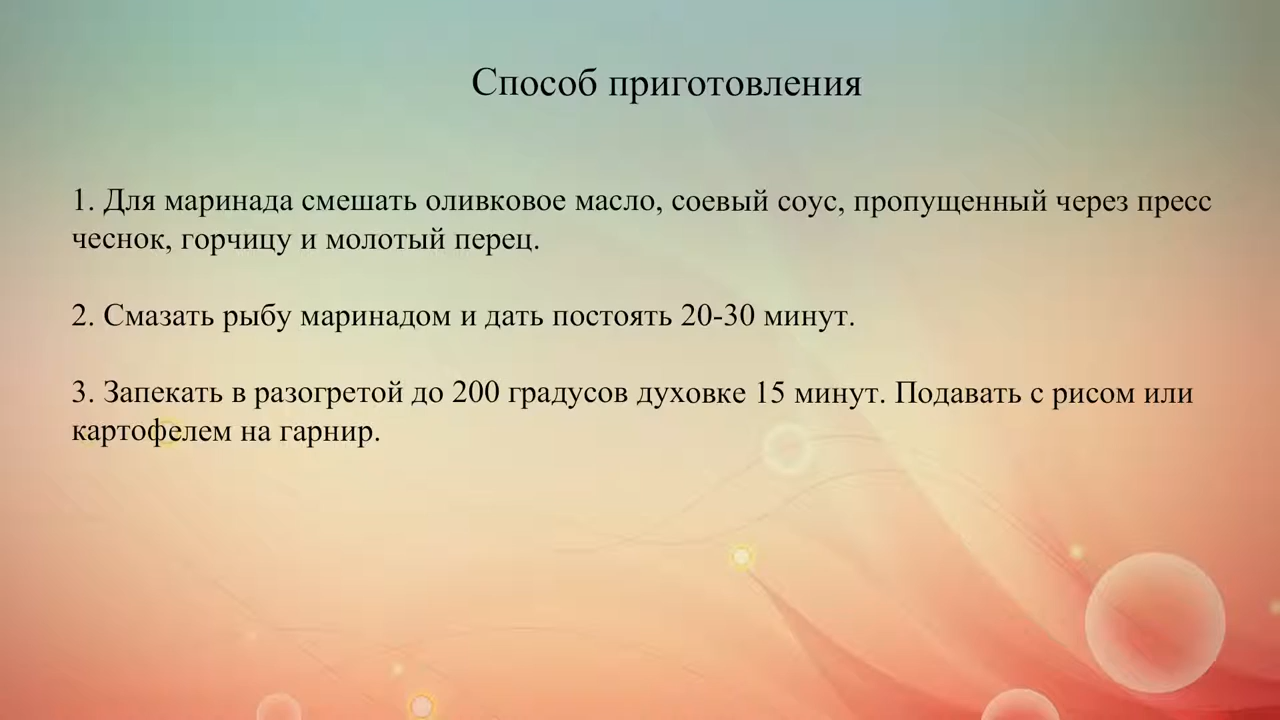 Способ приготовления
1. Для маринада смешать оливковое масло, соевый соус, пропущенный через пресс
чеснок, горчицу и молотый перец.
2. Смазать рыбу маринадом и дать постоять 20-30 минут.
3. Запекать в разогретой до 200 градусов духовке 15 минут. Подавать с рисом или
картофелем на гарнир.